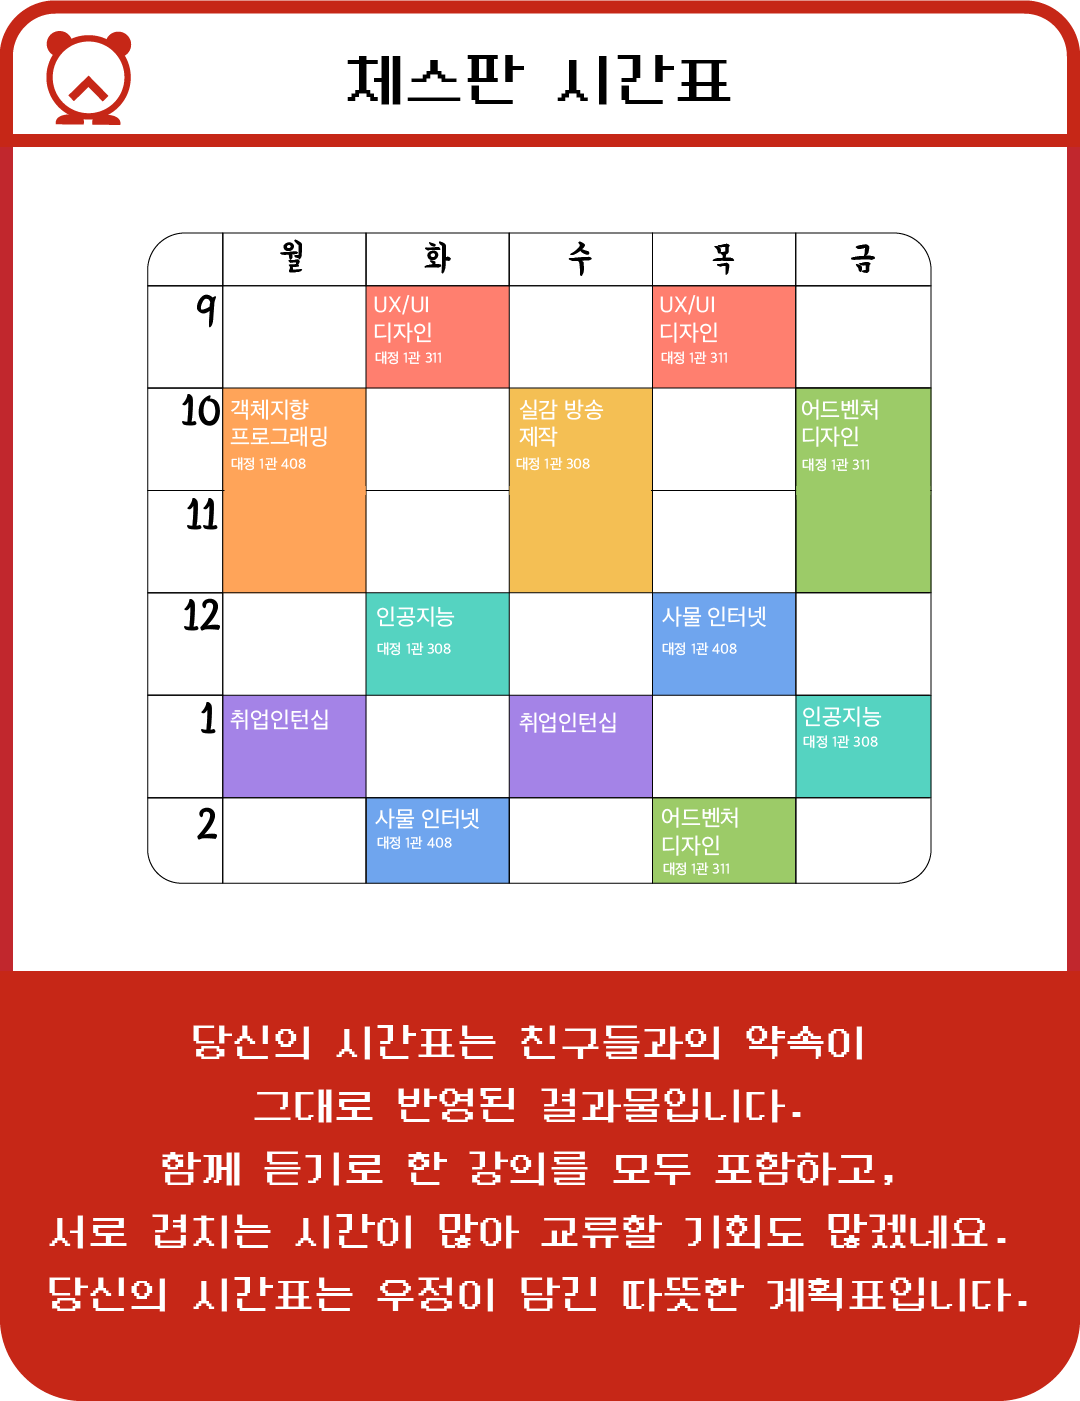 체스판 시간표
월 화 수 목 금
9
UX/UI
디자인
대정 1관 311
UX/UI
디자인
대정 1관 311
10
객체지향
프로그래밍
대정 1관 408
실감 방송
제작
대정 1관 308
어드벤처
디자인
대정 1관 311
11
12
인공지능
대정 1관 308
사물 인터넷
대정 1관 408
1
취업인턴십
취업인턴십
인공지능
대정 1관 308
2
사물 인터넷
대정 1관 408
어드벤처
디자인
대정 1관 311
당신의 시간표는 친구들과의 약속이
그대로 반영된 결과물입니다.
함께 듣기로 한 강의를 모두 포함하고,
서로 겹치는 시간이 많아 교류할 기회도 많겠네요.
당신의 시간표는 우정이 담긴 따뜻한 계획표입니다.